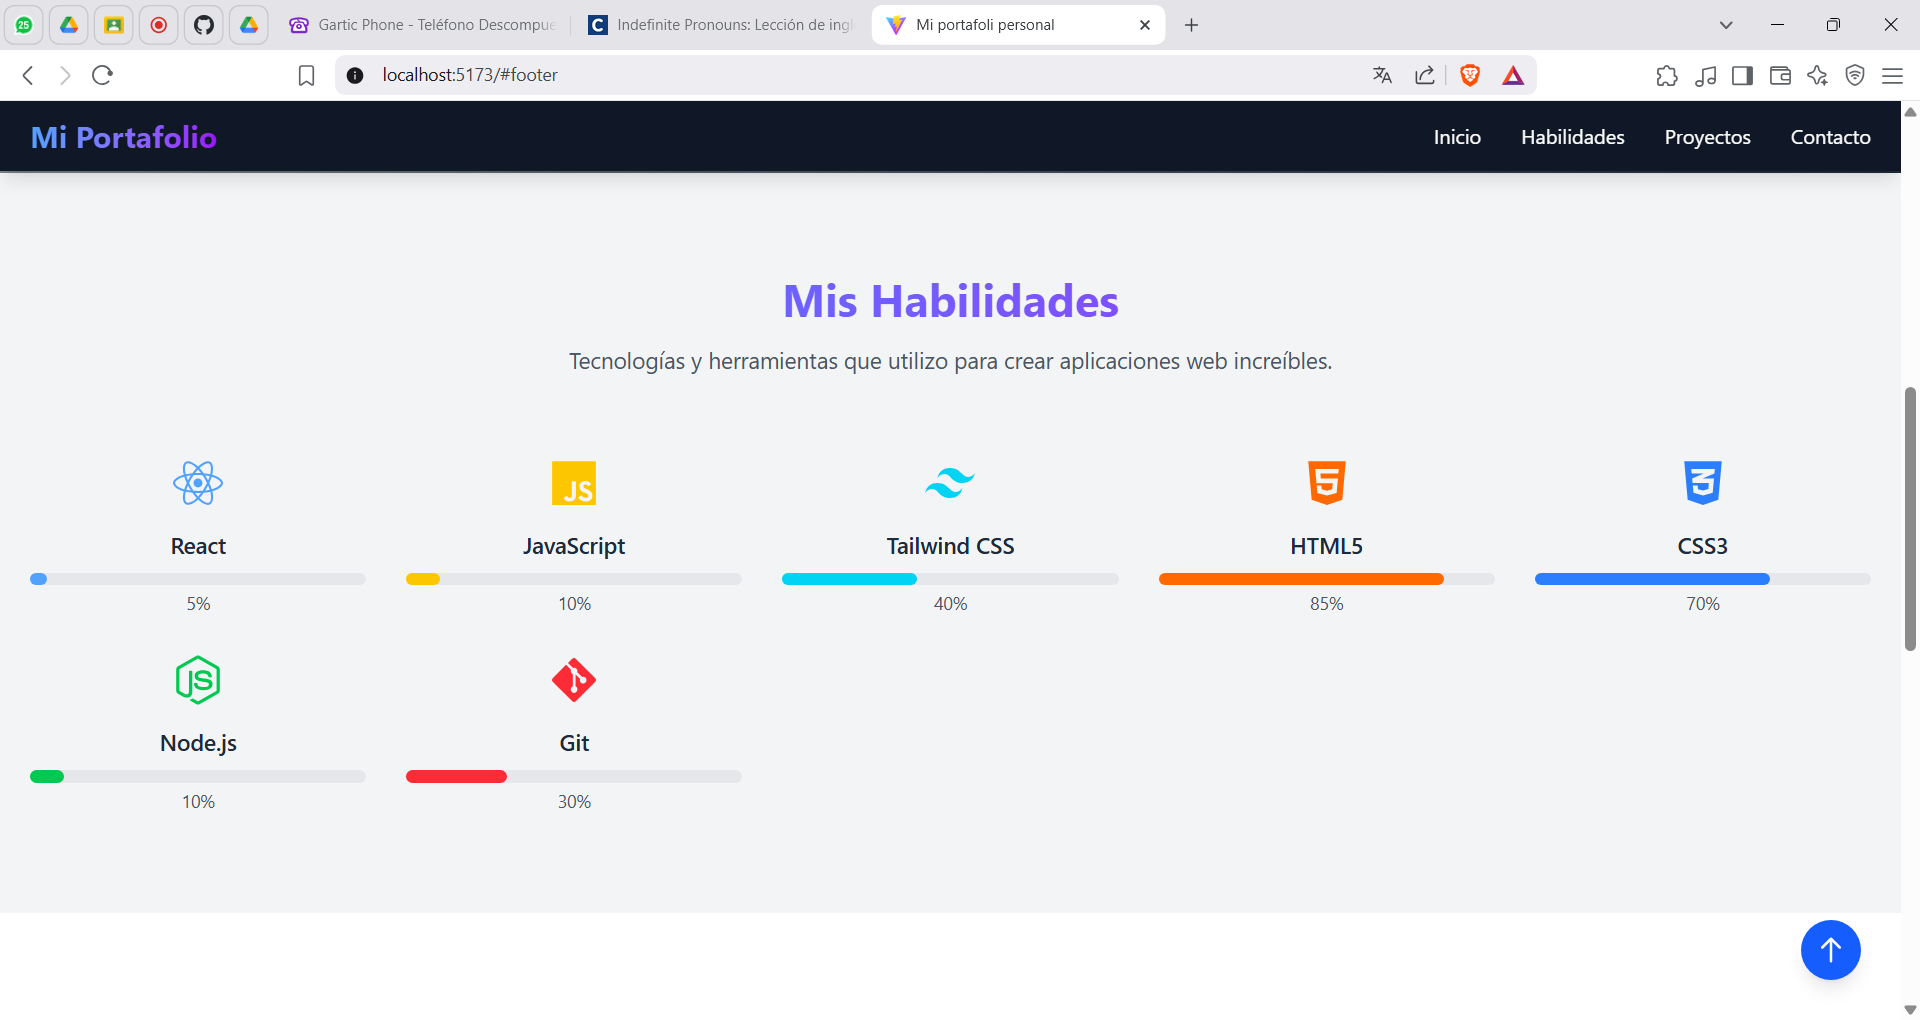 25
Gartic Phone - Teléfono Descompue
Indefinite Pronouns: Lección de ingl
Mi portafoli personal
localhost:5173/#footer
Mi Portafolio
Inicio
Habilidades
Proyectos
Contacto
Mis Habilidades
Tecnologías y herramientas que utilizo para crear aplicaciones web increíbles.
JS
React
JavaScript
Tailwind CSS
HTML5
CSS3
5%
10%
40%
85%
70%
JS
Node.js
Git
10%
30%